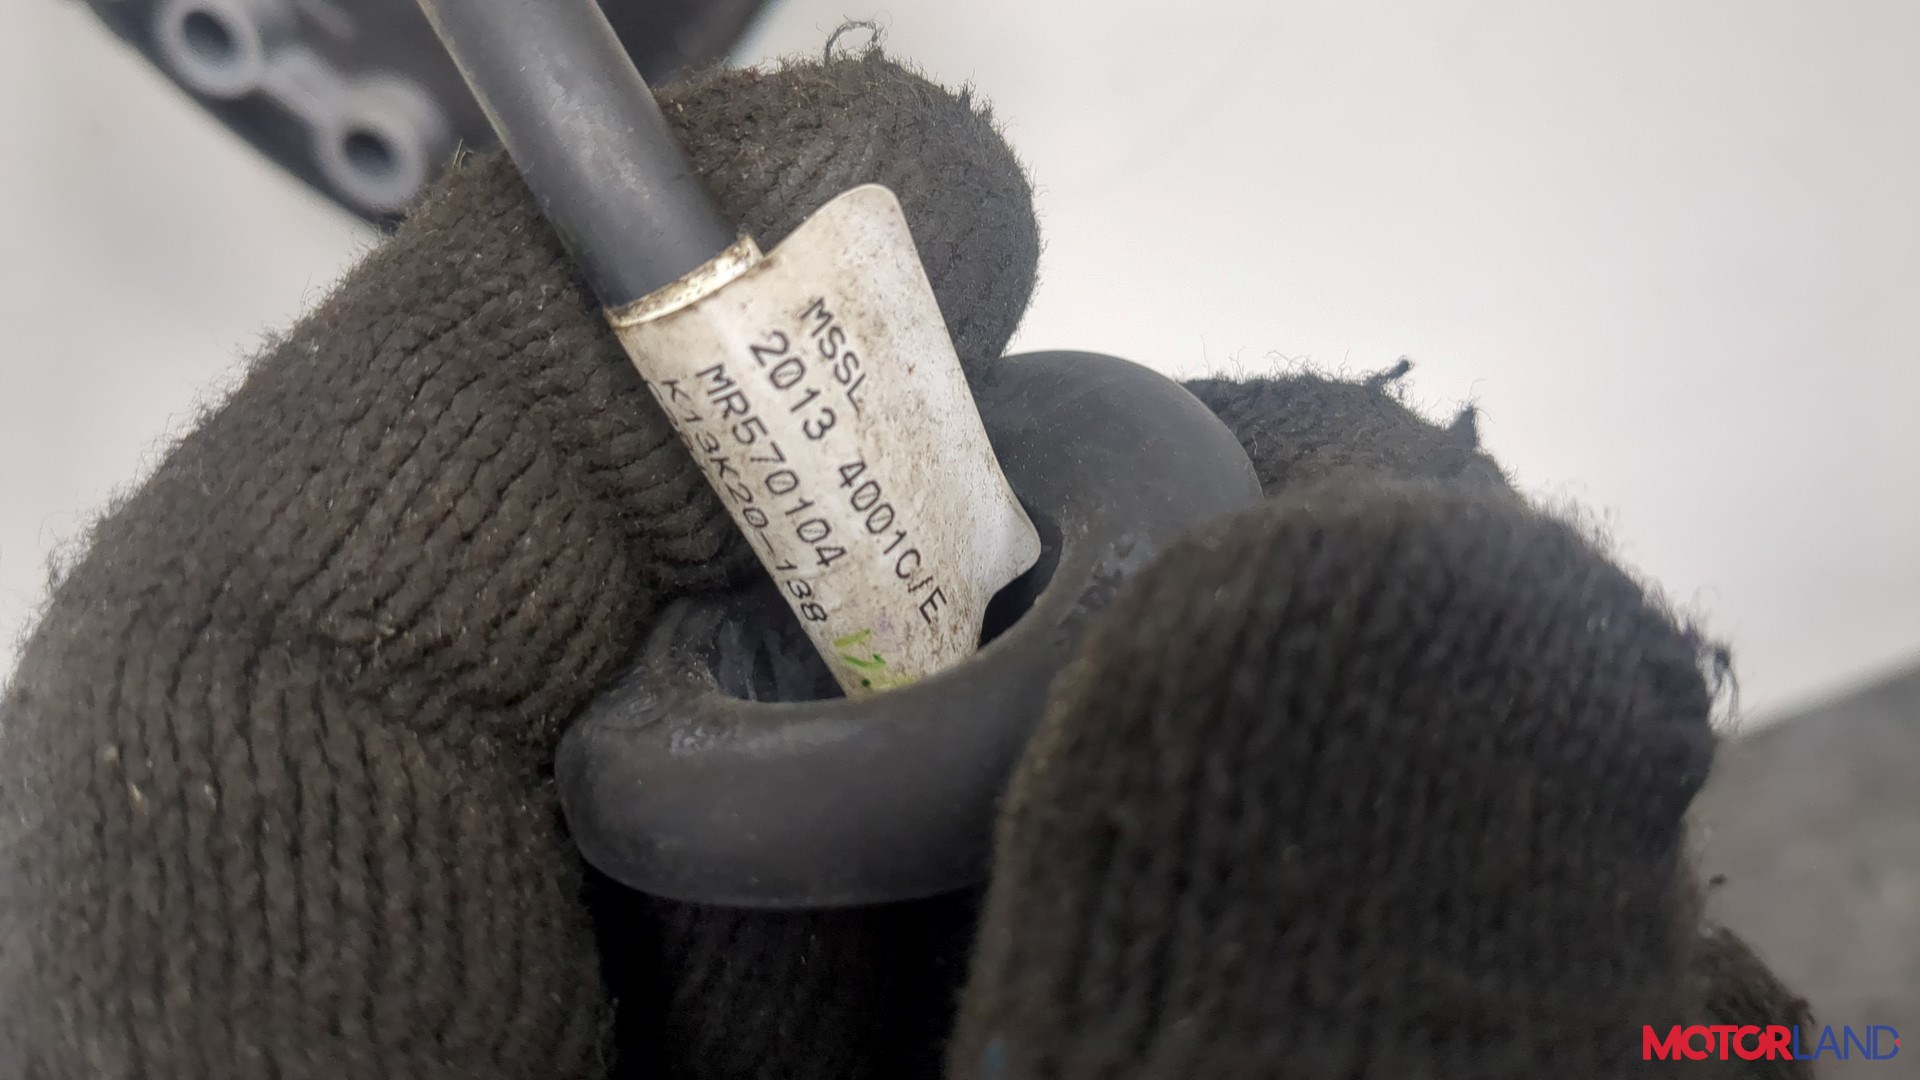 MSSL
2013 4001C/E
MR570104
K13K20-138
MOTORLAND